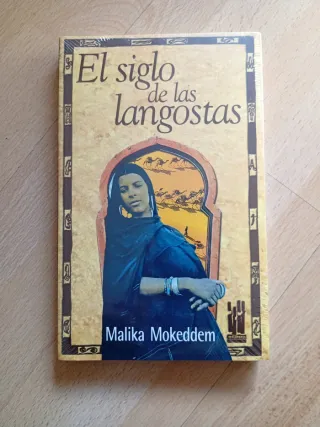 El siglo
de las
langostas
Malika Mokeddem